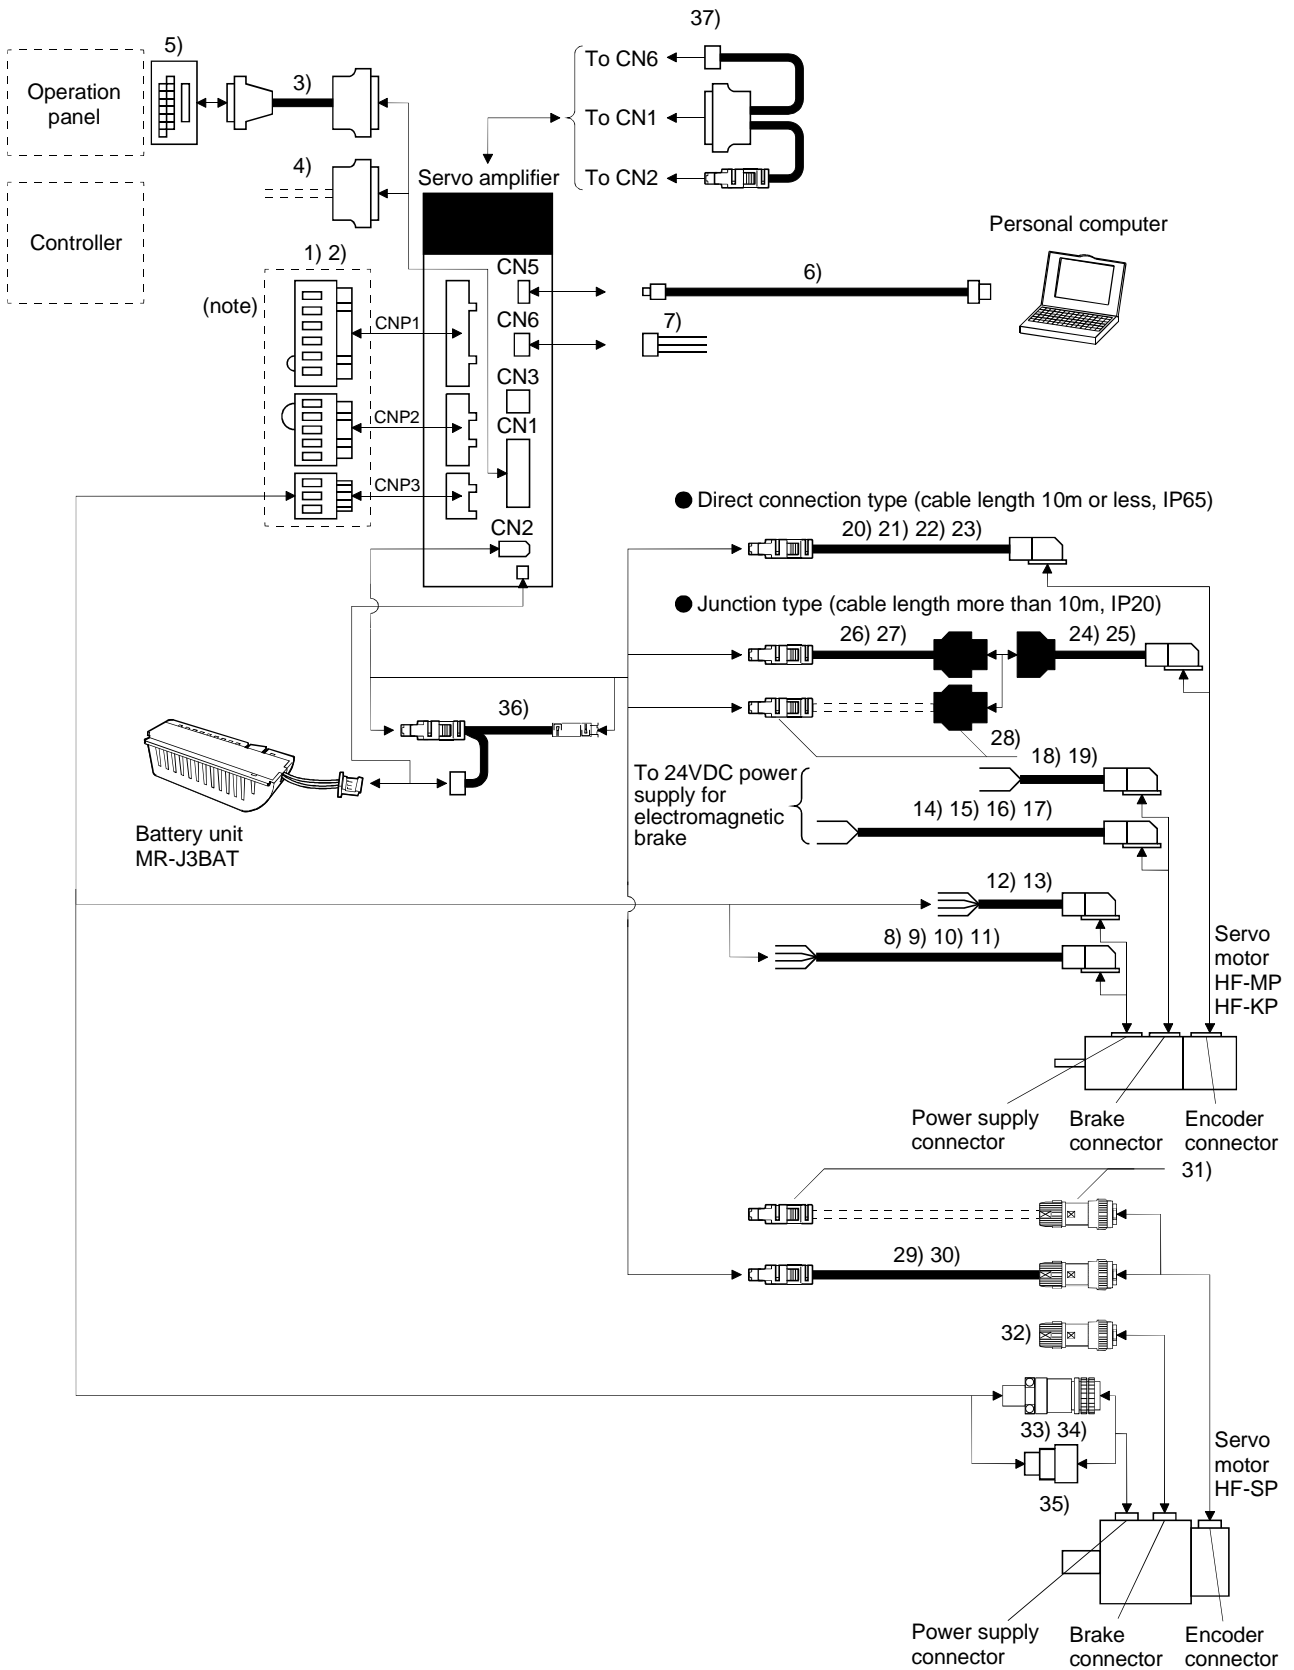 37)
5)
To CN6
3)
Operation
panel
To CN1
4)
Servo amplifier
To CN2
Personal computer
Controller
1) 2)
CN5
6)
(note)
CNP1
CN6
7)
CN3
CNP2
CN1
CNP3
● Direct connection type (cable length 10m or less, IP65)
CN2
20) 21) 22) 23)
● Junction type (cable length more than 10m, IP20)
26) 27)
24) 25)
36)
28)
18) 19)
To 24VDC power
supply for
electromagnetic
brake
14) 15) 16) 17)
Battery unit
MR-J3BAT
12) 13)
8) 9) 10) 11)
Servo
motor
HF-MP
HF-KP
Power supply
connector
Brake
connector
Encoder
connector
31)
29) 30)
32)
33) 34)
35)
Servo
motor
HF-SP
Power supply
connector
Brake
connector
Encoder
connector